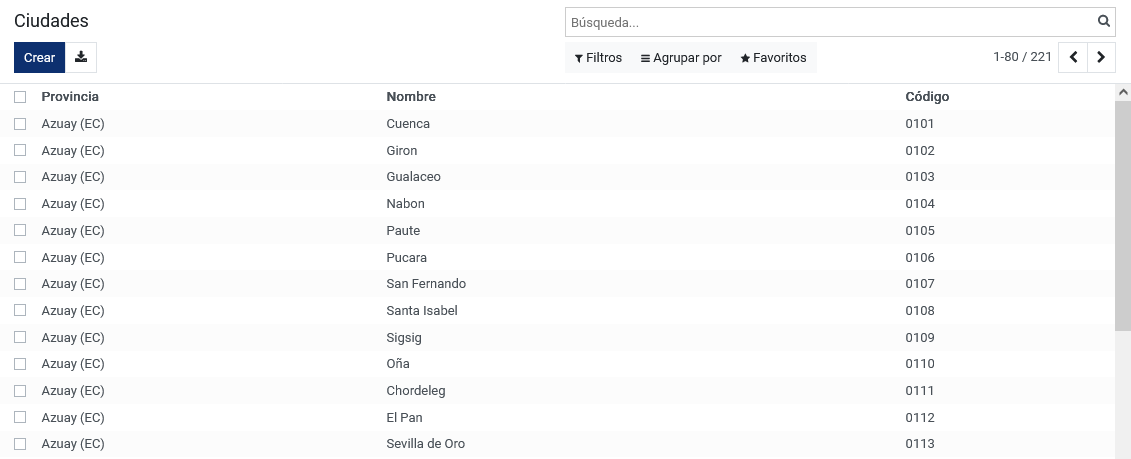 Ciudades
Búsqueda...
Crear
Filtros Agrupar por Favoritos 1-80 / 221
Provincia Nombre Código
Azuay (EC) Cuenca 0101
Azuay (EC) Giron 0102
Azuay (EC) Gualaceo 0103
Azuay (EC) Nabon 0104
Azuay (EC) Paute 0105
Azuay (EC) Pucara 0106
Azuay (EC) San Fernando 0107
Azuay (EC) Santa Isabel 0108
Azuay (EC) Sigsig 0109
Azuay (EC) Oña 0110
Azuay (EC) Chordeleg 0111
Azuay (EC) El Pan 0112
Azuay (EC) Sevilla de Oro 0113